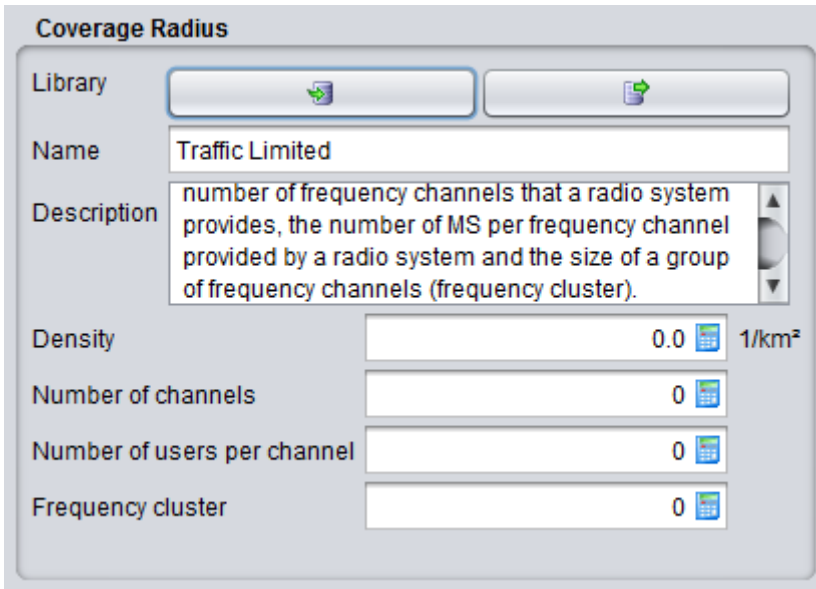 Coverage Radius
Library
Name
Traffic Limited
Description
number of frequency channels that a radio system
provides, the number of MS per frequency channel
provided by a radio system and the size of a group
of frequency channels (frequency cluster).
Density
0.0
1/km²
Number of channels
0
Number of users per channel
0
Frequency cluster
0